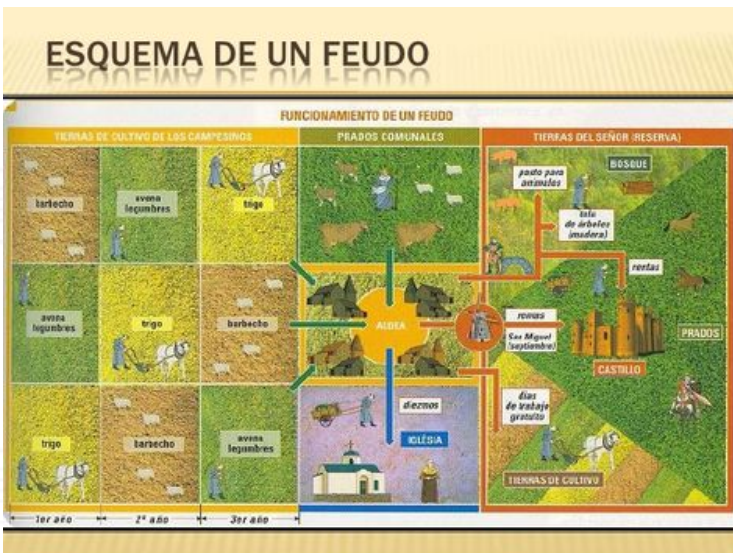 ESQUEMA DE UN FEUDO
FUNCIONAMIENTO DE UN FEUDO
TIERRAS DE CULTIVO DE LOS CAMPESINOS
PRADOS COMUNALES
TIERRAS DEL SEÑOR (RESERVA)
barbecho
avena
legumbres
trigo
avena
legumbres
trigo
barbecho
trigo
barbecho
avena
legumbres
1er año
2º año
3er año
ALDEA
diezmos
IGLÉSIA
BOSQUE
pasto para
animales
tala
de árboles
(madera)
rentas
rentas
San Miguel
(septiembre)
PRADOS
CASTILLO
días
de trabajo
gratuito
TIERRAS DE CULTIVO